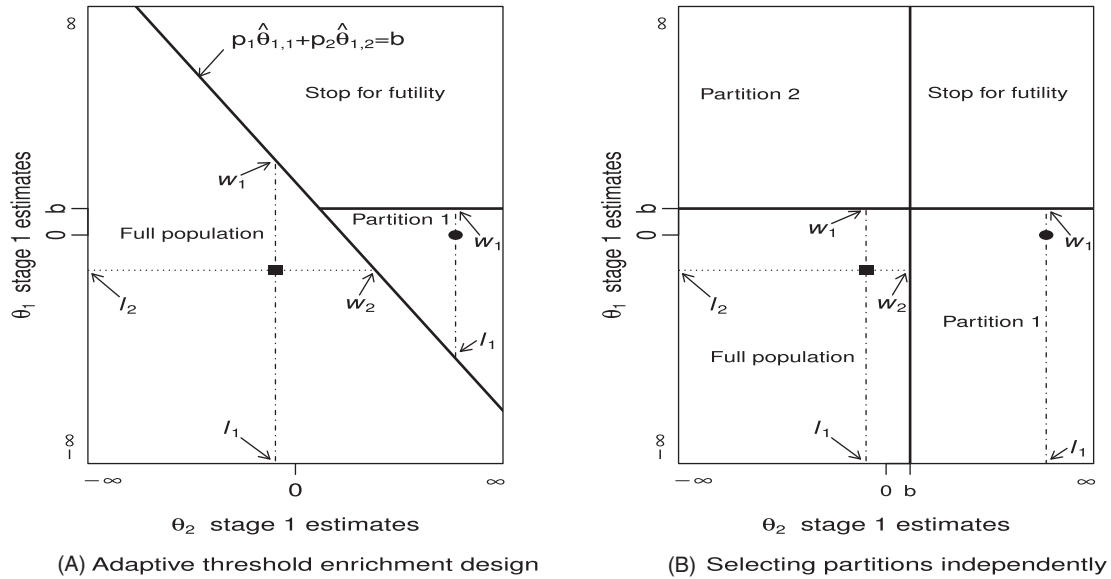 ∞
p₁θ̂₁,₁+p₂θ̂₁,₂=b
Stop for futility
w₁
θ₁ stage 1 estimates
b
0
Partition 1
Full population
w₁
l₂
w₂
l₁
l₁
−∞
−∞
0
∞
θ₂ stage 1 estimates
(A) Adaptive threshold enrichment design
∞
Partition 2
Stop for futility
θ₁ stage 1 estimates
b
0
w₁
w₁
l₂
w₂
Partition 1
Full population
l₁
l₁
−∞
−∞
0
b
∞
θ₂ stage 1 estimates
(B) Selecting partitions independently